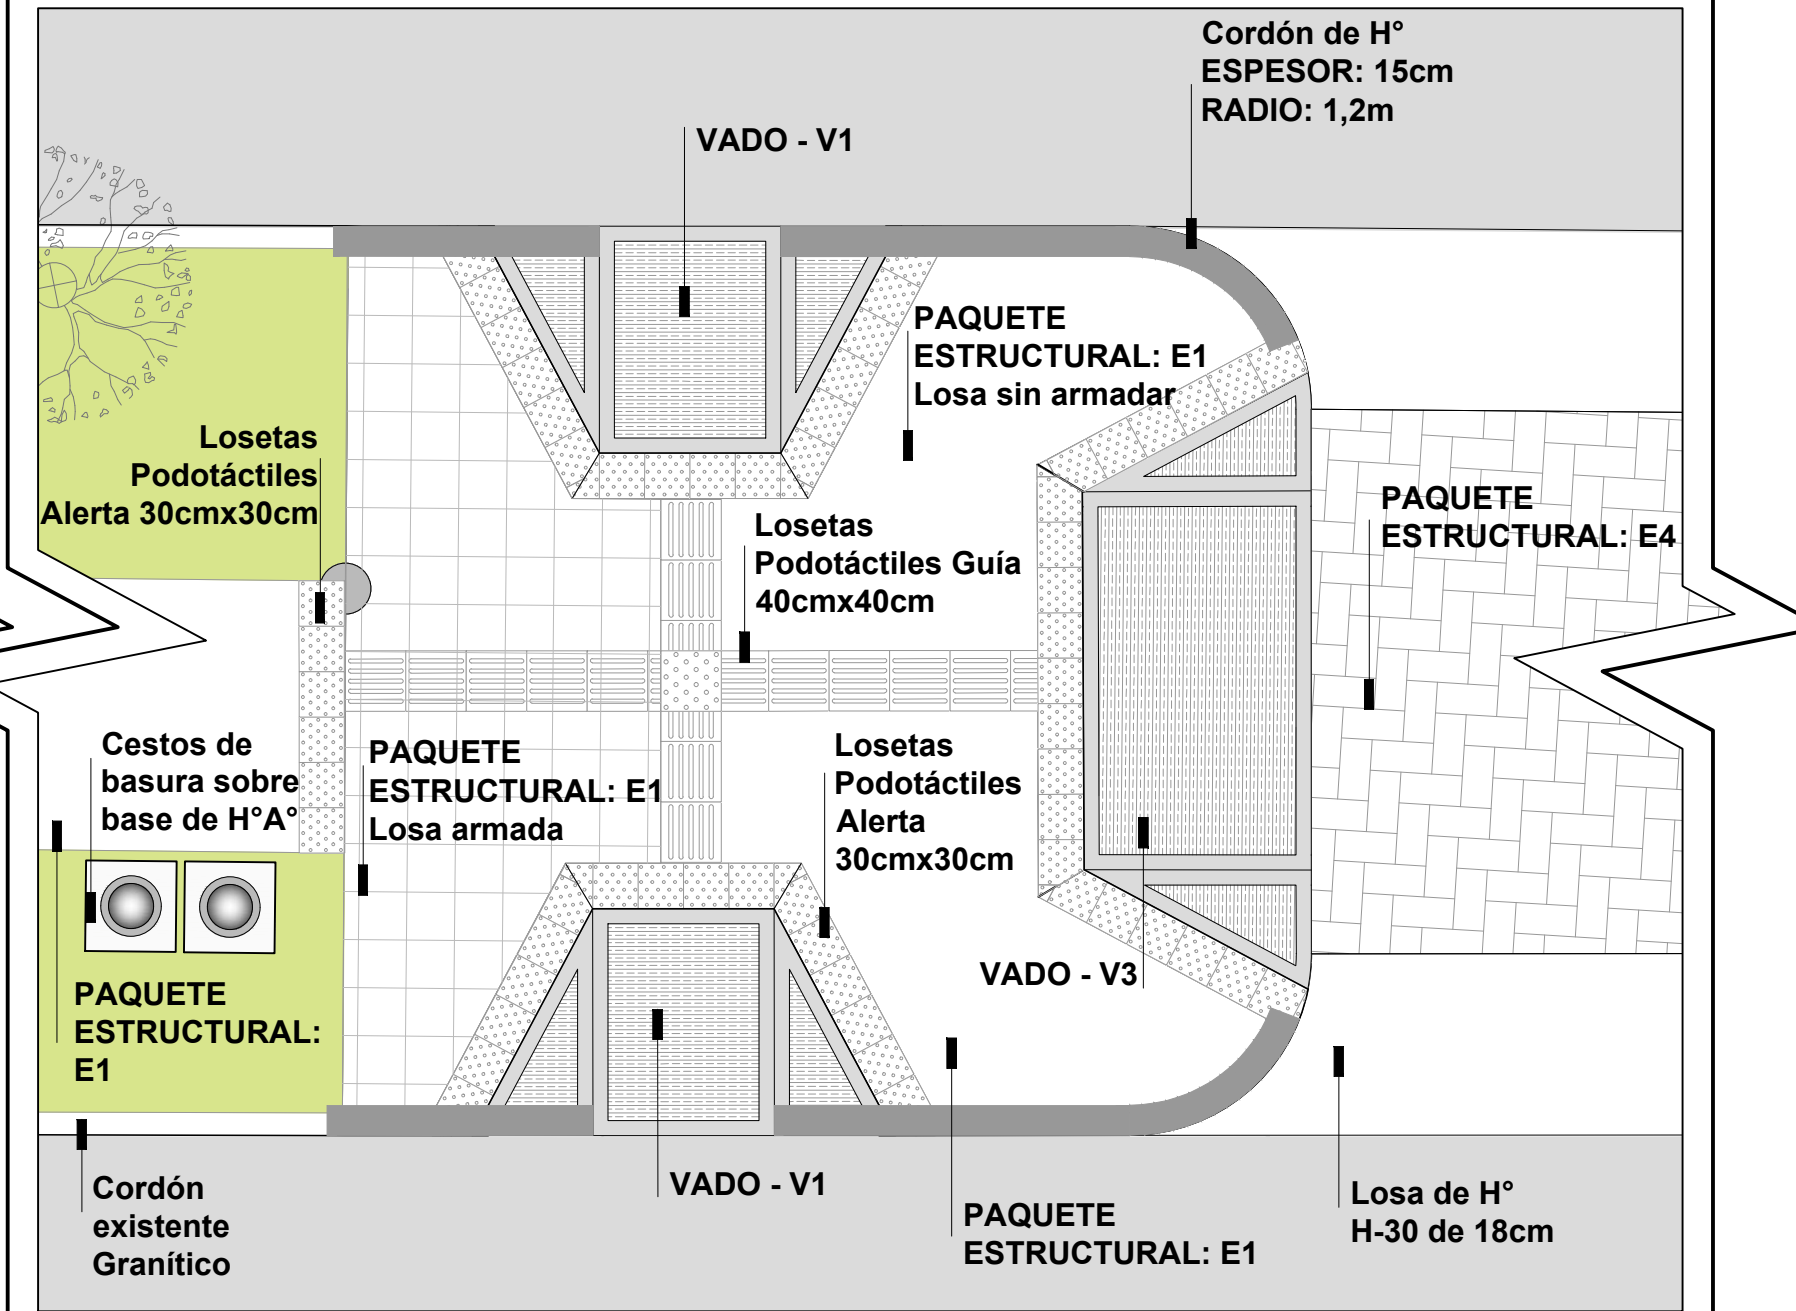 Cordón de H°
ESPESOR: 15cm
RADIO: 1,2m
VADO - V1
PAQUETE
ESTRUCTURAL: E1
Losa sin armadar
Losetas
Podotáctiles
Alerta 30cmx30cm
PAQUETE
ESTRUCTURAL: E4
Losetas
Podotáctiles Guía
40cmx40cm
Cestos de
basura sobre
base de H°A°
PAQUETE
ESTRUCTURAL: E1
Losa armada
Losetas
Podotáctiles
Alerta
30cmx30cm
VADO - V3
PAQUETE
ESTRUCTURAL:
E1
Cordón
existente
Granítico
VADO - V1
PAQUETE
ESTRUCTURAL: E1
Losa de H°
H-30 de 18cm